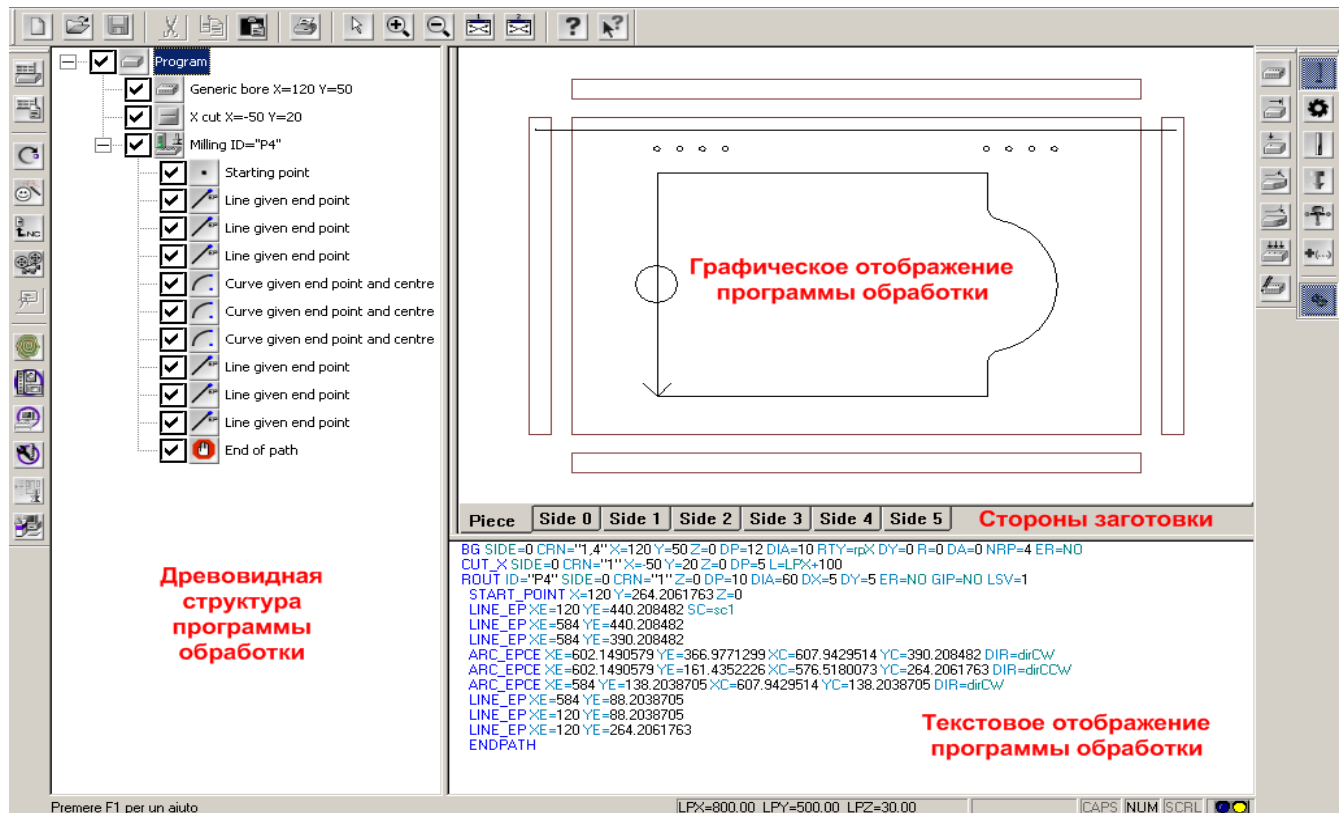 Program
Generic bore X=120 Y=50
X cut X=-50 Y=20
Milling ID="P4"
Starting point
Line given end point
Line given end point
Line given end point
Curve given end point and centre
Curve given end point and centre
Curve given end point and centre
Line given end point
Line given end point
Line given end point
End of path
Древовидная
структура
программы
обработки
Графическое отображение
программы обработки
Piece Side 0 Side 1 Side 2 Side 3 Side 4 Side 5 Стороны заготовки
BG SIDE=0 CRN="1,4" X=120 Y=50 Z=0 DP=12 DIA=10 RTY=rpX DY=0 R=0 DA=0 NRP=4 ER=NO
CUT_X SIDE=0 CRN="1" X=-50 Y=20 Z=0 DP=5 L=LPX+100
ROUT ID="P4" SIDE=0 CRN="1" Z=0 DP=10 DIA=60 DX=5 DY=5 ER=NO GIP=NO LSV=1
START_POINT X=120 Y=264.2061763 Z=0
LINE_EP XE=120 YE=440.208482 SC=sc1
LINE_EP XE=584 YE=440.208482
LINE_EP XE=584 YE=390.208482
ARC_EPCE XE=602.1490579 YE=366.9771299 XC=607.9429514 YC=390.208482 DIR=dirCW
ARC_EPCE XE=602.1490579 YE=161.4352226 XC=576.5180073 YC=264.2061763 DIR=dirCCW
ARC_EPCE XE=584 YE=138.2038705 XC=607.9429514 YC=138.2038705 DIR=dirCW
LINE_EP XE=584 YE=88.2038705
LINE_EP XE=120 YE=88.2038705
LINE_EP XE=120 YE=264.2061763
ENDPATH
Текстовое отображение
программы обработки
Premere F1 per un aiuto
LPX=800.00 LPY=500.00 LPZ=30.00
CAPS NUM SCRL